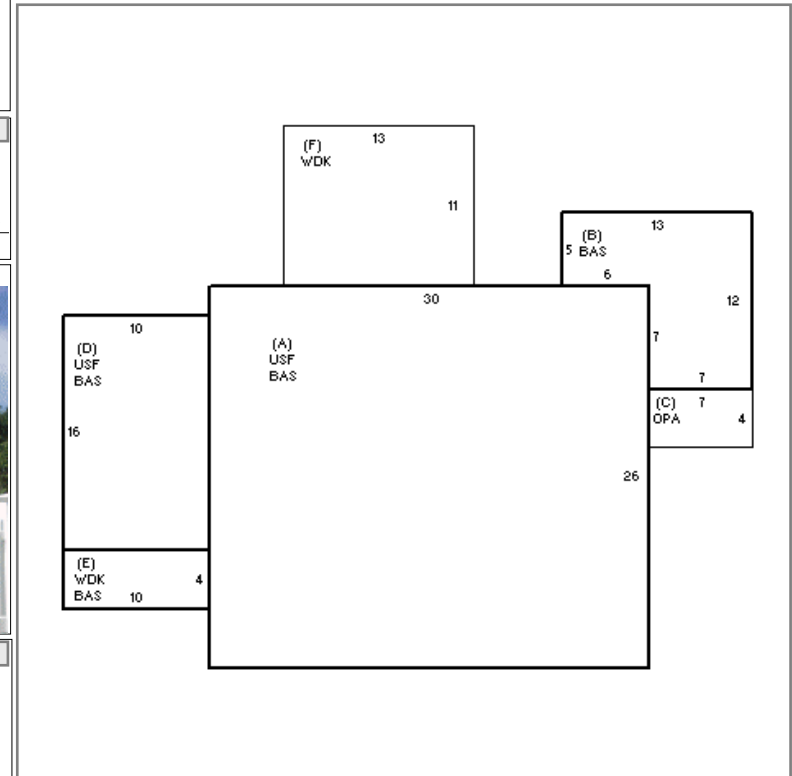 13
(F)
WDK
11
13
(B)
5 BAS
6
12
30
10
(A)
USF
BAS
(D)
USF
BAS
7
7
(C) 7
OPA 4
16
26
(E)
WDK 4
BAS 10